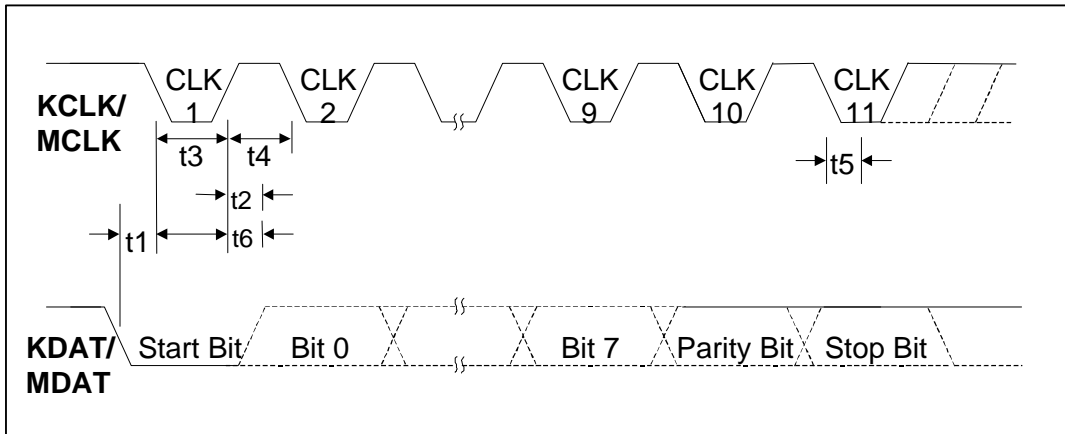 CLK CLK CLK CLK CLK
1 2 9 10 11
KCLK/
MCLK
t3 t4 t5
t2
t1 t6
KDAT/ Start Bit Bit 0 Bit 7 Parity Bit Stop Bit
MDAT